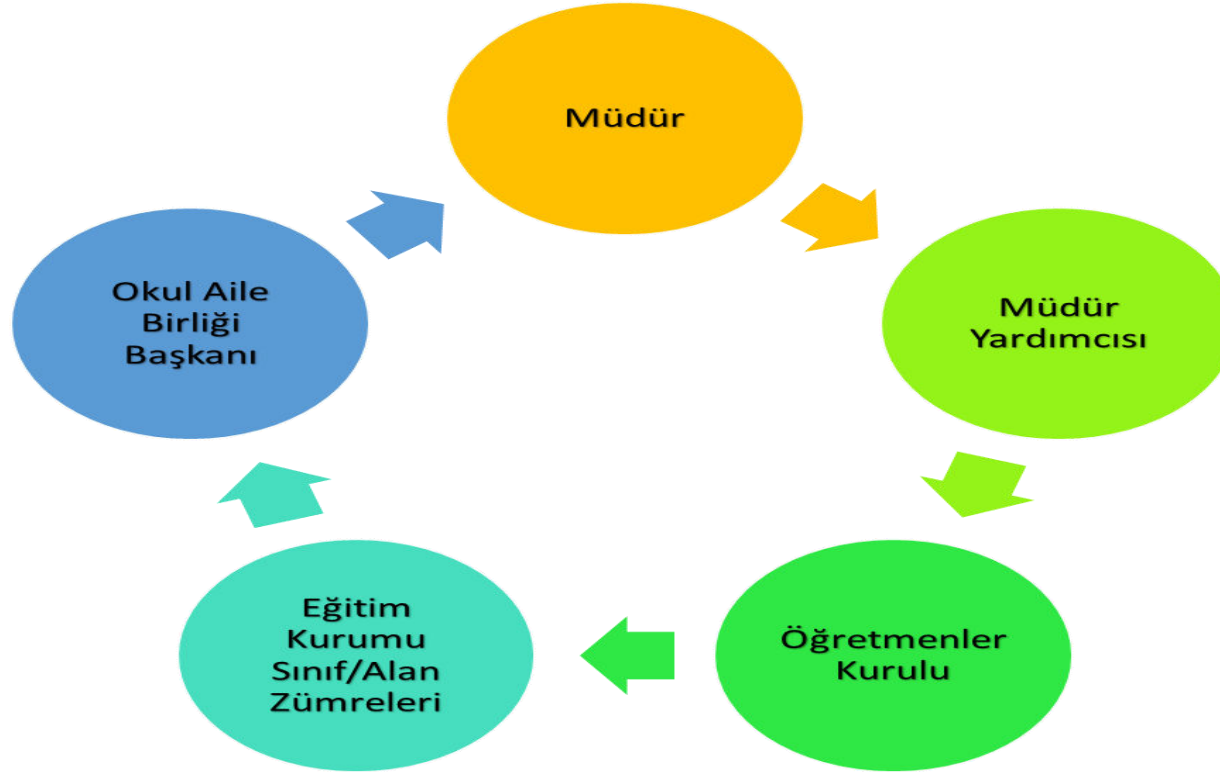 Müdür
Müdür
Yardımcısı
Öğretmenler
Kurulu
Eğitim
Kurumu
Sınıf/Alan
Zümreleri
Okul Aile
Birliği
Başkanı